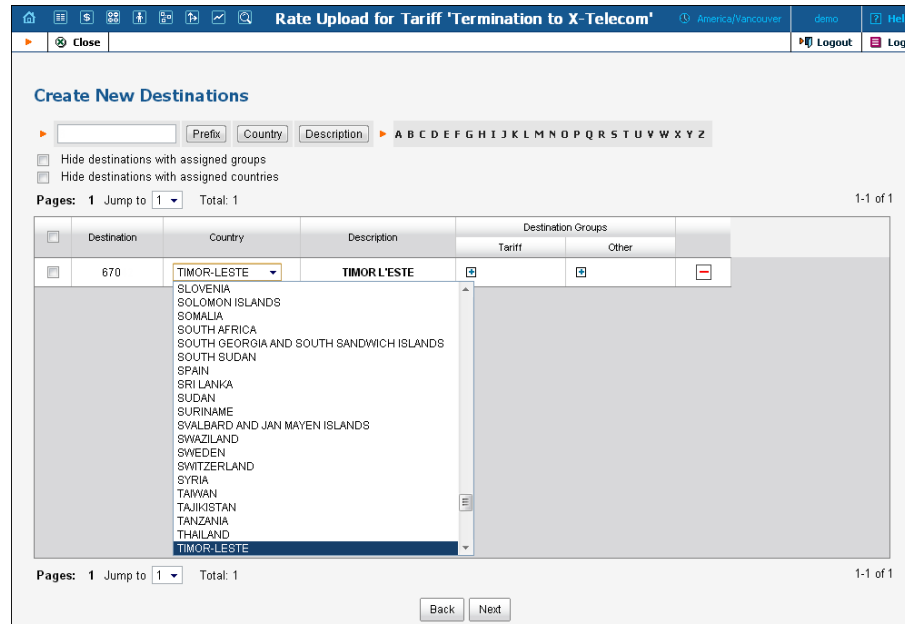 Rate Upload for Tariff 'Termination to X-Telecom' America/Vancouver demo ? Hel
Close Logout Log
Create New Destinations
Prefix Country Description A B C D E F G H I J K L M N O P Q R S T U V W X Y Z
Hide destinations with assigned groups
Hide destinations with assigned countries
Pages: 1 Jump to 1 Total: 1 1-1 of 1
Destination Country Description Destination Groups
Tariff Other
670 TIMOR-LESTE TIMOR L'ESTE
SLOVENIA
SOLOMON ISLANDS
SOMALIA
SOUTH AFRICA
SOUTH GEORGIA AND SOUTH SANDWICH ISLANDS
SOUTH SUDAN
SPAIN
SRI LANKA
SUDAN
SURINAME
SVALBARD AND JAN MAYEN ISLANDS
SWAZILAND
SWEDEN
SWITZERLAND
SYRIA
TAIWAN
TAJIKISTAN
TANZANIA
THAILAND
TIMOR-LESTE
Pages: 1 Jump to 1 Total: 1 1-1 of 1
Back Next